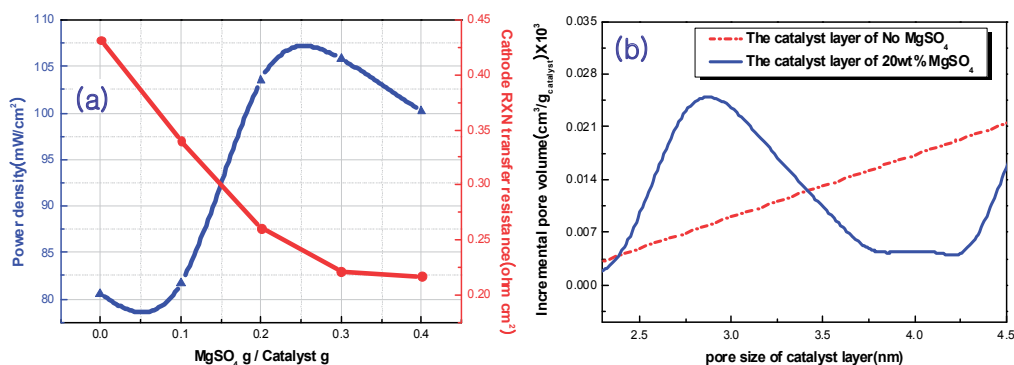 (a)
Power density(mW/cm²)
110
105
100
95
90
85
80
0.45
0.40
0.35
0.30
0.25
0.20
Cathode RXN transfer resistance(ohm cm²)
0.0 0.1 0.2 0.3 0.4
MgSO₄ g / Catalyst g
(b)
Incremental pore volume(cm³/g_catalyst)X10³
0.035
0.028
0.021
0.014
0.007
0.000
The catalyst layer of No MgSO₄
The catalyst layer of 20wt% MgSO₄
2.5 3.0 3.5 4.0 4.5
pore size of catalyst layer(nm)